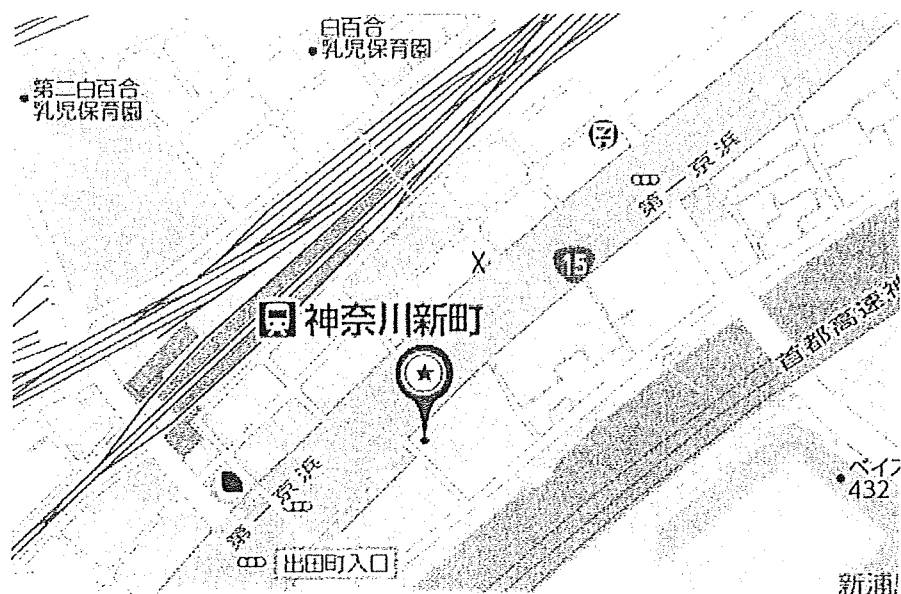 白百合
乳児保育園
第二白百合
乳児保育園
第一京浜
15
神奈川新町
首都高速神
ベイス
432
第一京浜
出田町入口
新浦